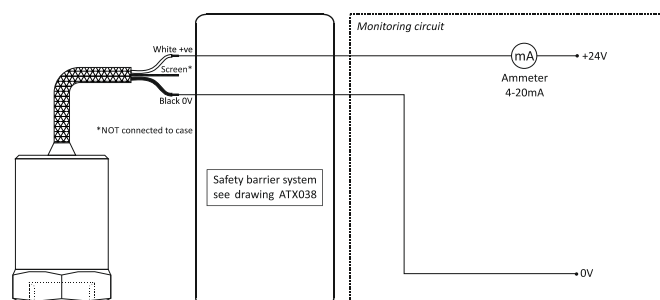 Monitoring circuit
White +ve
Screen*
Black 0V
*NOT connected to case
Safety barrier system
see drawing ATX038
mA
Ammeter
4-20mA
+24V
0V